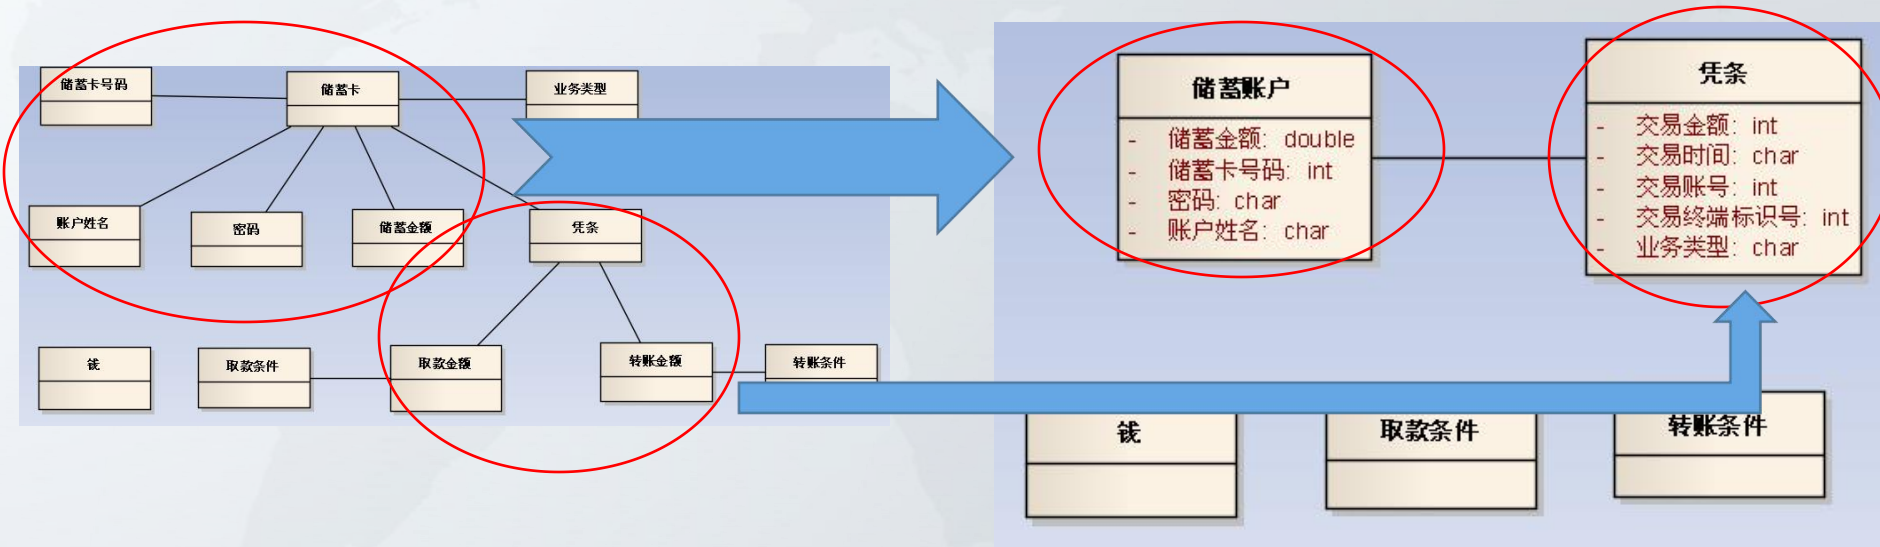 储蓄卡号码
储蓄卡
业务类型
账户姓名
密码
储蓄金额
凭条
钱
取款条件
取款金额
转账金额
转账条件
储蓄账户
- 储蓄金额: double
- 储蓄卡号码: int
- 密码: char
- 账户姓名: char
凭条
- 交易金额: int
- 交易时间: char
- 交易账号: int
- 交易终端标识号: int
- 业务类型: char
钱
取款条件
转账条件